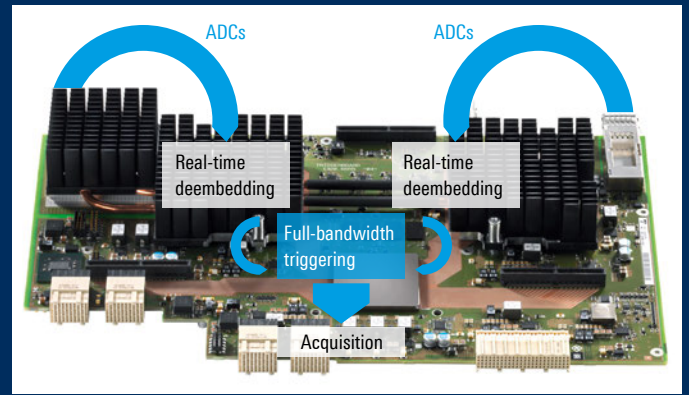 ADCs
ADCs
Real-time
deembedding
Real-time
deembedding
Full-bandwidth
triggering
Acquisition